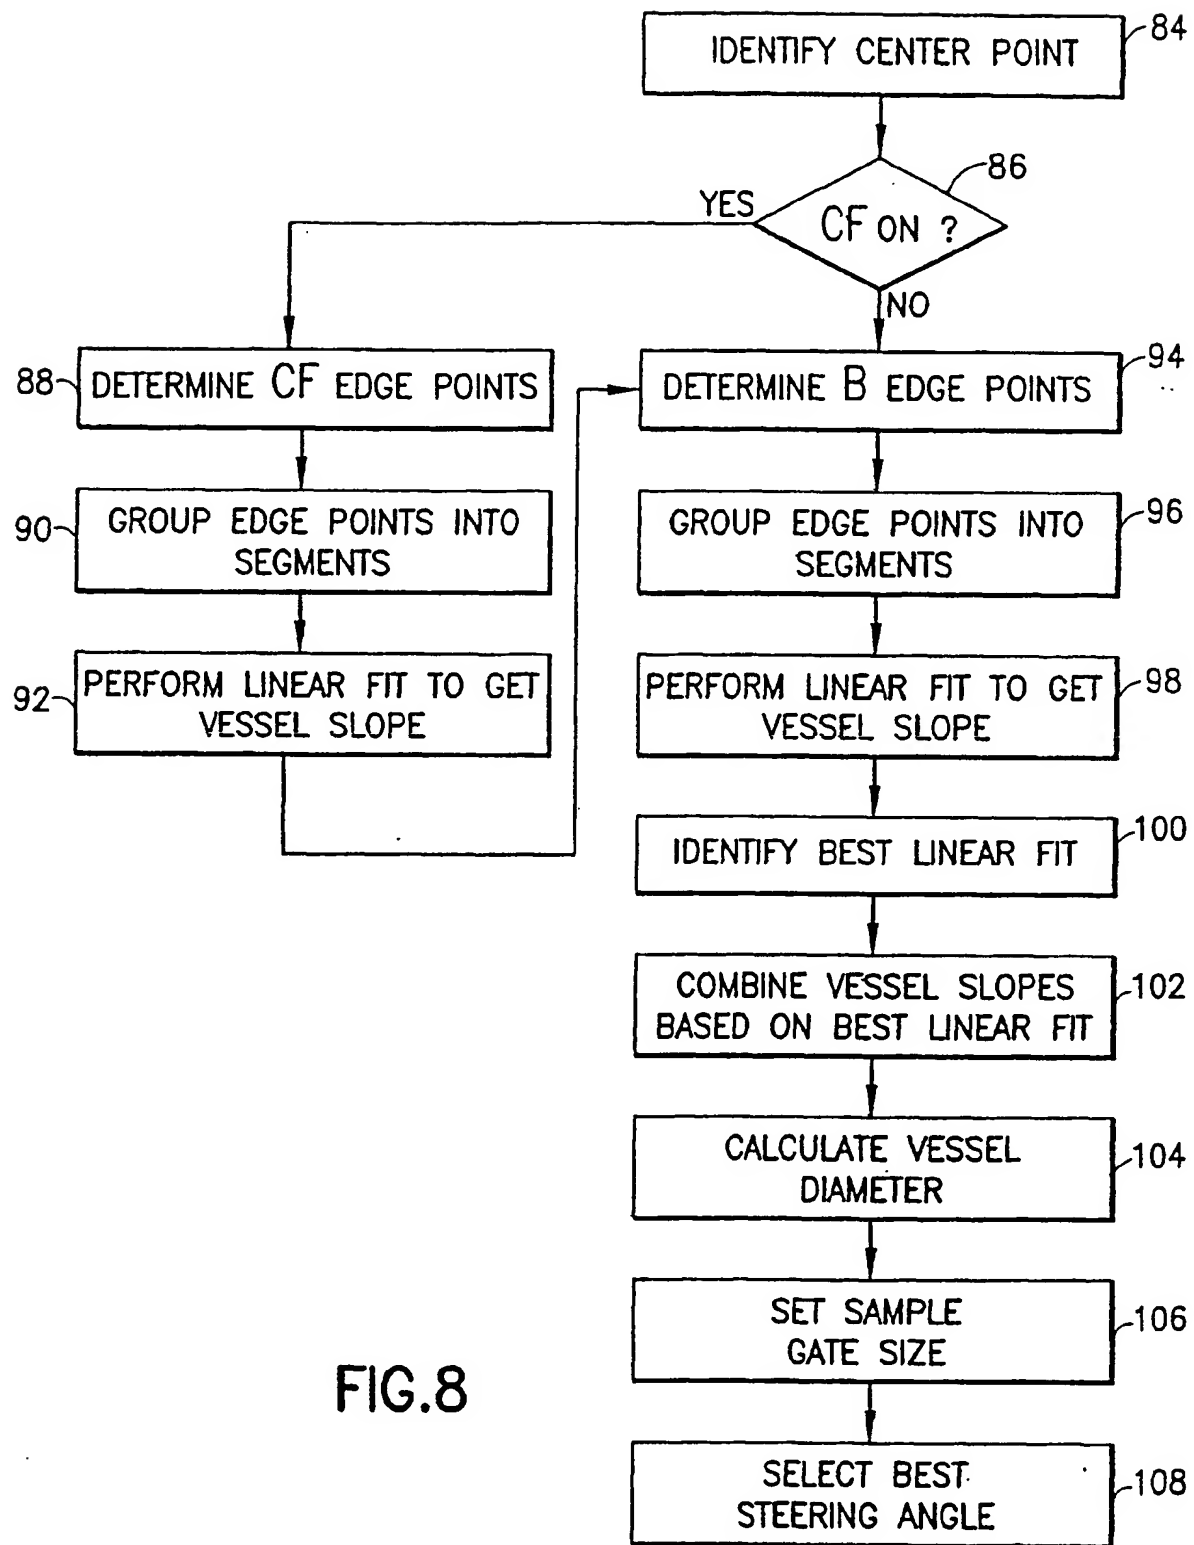 IDENTIFY CENTER POINT
84
86
YES
CF ON ?
NO
88
DETERMINE CF EDGE POINTS
DETERMINE B EDGE POINTS
94
90
GROUP EDGE POINTS INTO
SEGMENTS
GROUP EDGE POINTS INTO
SEGMENTS
96
92
PERFORM LINEAR FIT TO GET
VESSEL SLOPE
PERFORM LINEAR FIT TO GET
VESSEL SLOPE
98
IDENTIFY BEST LINEAR FIT
100
COMBINE VESSEL SLOPES
BASED ON BEST LINEAR FIT
102
CALCULATE VESSEL
DIAMETER
104
SET SAMPLE
GATE SIZE
106
SELECT BEST
STEERING ANGLE
108
FIG.8